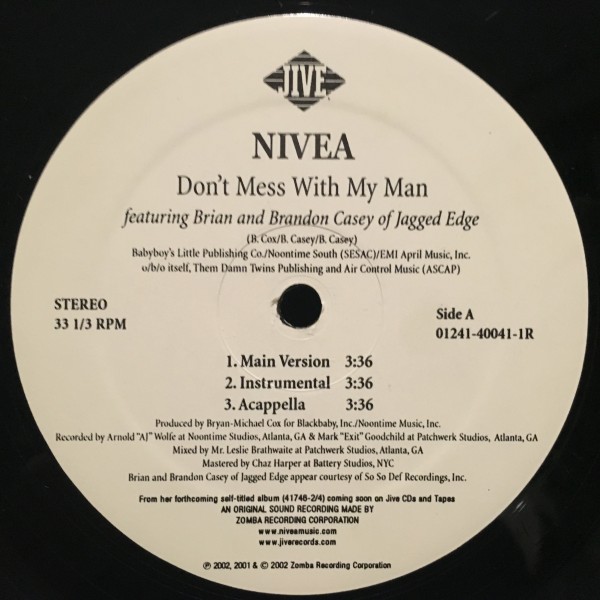 JIVE
NIVEA
Don't Mess With My Man
featuring Brian and Brandon Casey of Jagged Edge
(B. Cox/B. Casey/B. Casey)
Babyboy's Little Publishing Co./Noontime South (SESAC)/EMI April Music, Inc.
o/b/o itself, Them Damn Twins Publishing and Air Control Music (ASCAP)
STEREO
33 1/3 RPM
Side A
01241-40041-1R
1. Main Version 3:36
2. Instrumental 3:36
3. Acappella 3:36
Produced by Bryan-Michael Cox for Blackbaby, Inc./Noontime Music, Inc.
Recorded by Arnold "AJ" Wolfe at Noontime Studios, Atlanta, GA & Mark "Exit" Goodchild at Patchwerk Studios, Atlanta, GA
Mixed by Mr. Leslie Brathwaite at Patchwerk Studios, Atlanta, GA
Mastered by Chaz Harper at Battery Studios, NYC
Brian and Brandon Casey of Jagged Edge appear courtesy of So So Def Recordings, Inc.
From her forthcoming self-titled album (41746-2/4) coming soon on Jive CDs and Tapes
AN ORIGINAL SOUND RECORDING MADE BY
ZOMBA RECORDING CORPORATION
www.niveamusic.com
www.jiverecords.com
℗ 2002, 2001 & © 2002 Zomba Recording Corporation